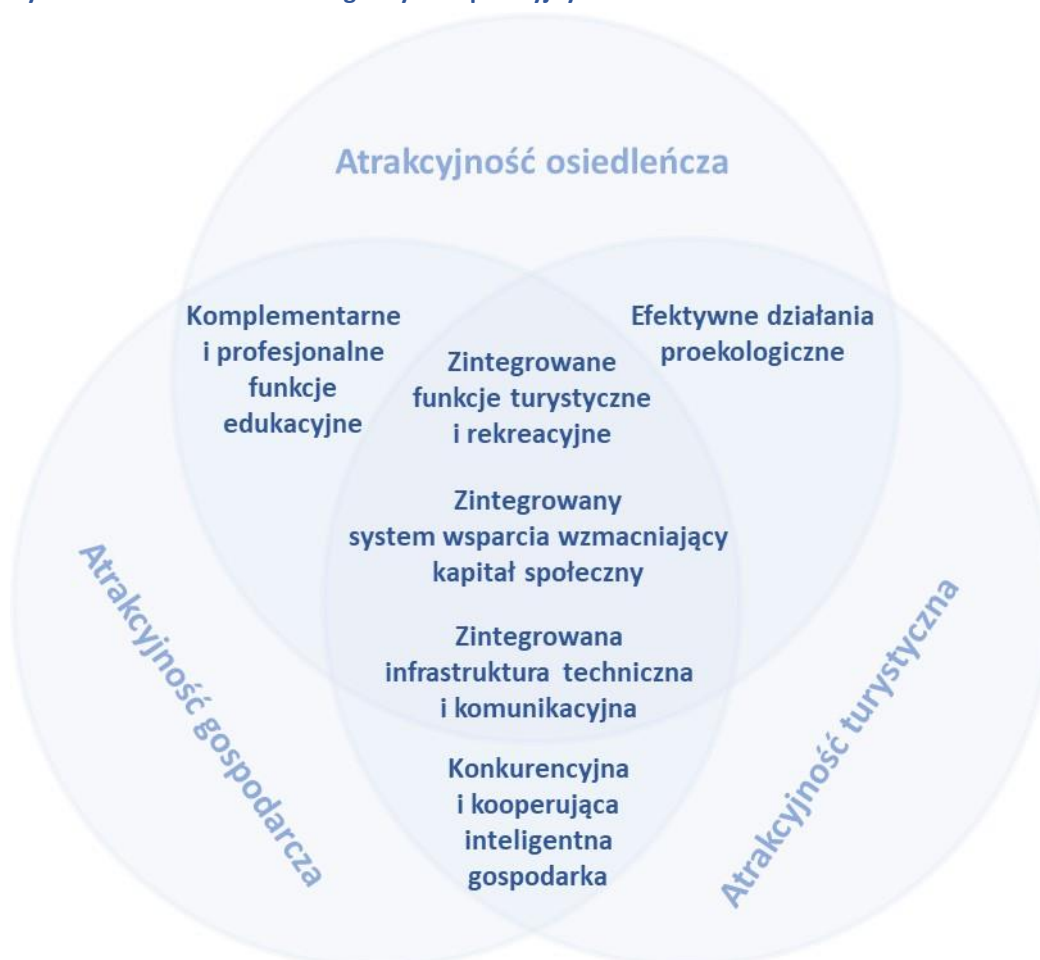 Atrakcyjność osiedleńcza
Komplementarne
i profesjonalne
funkcje
edukacyjne
Efektywne działania
proekologiczne
Zintegrowane
funkcje turystyczne
i rekreacyjne
Zintegrowany
system wsparcia wzmacniający
kapitał społeczny
Zintegrowana
infrastruktura techniczna
i komunikacyjna
Konkurencyjna
i kooperująca
inteligentna
gospodarka
Atrakcyjność gospodarcza
Atrakcyjność turystyczna